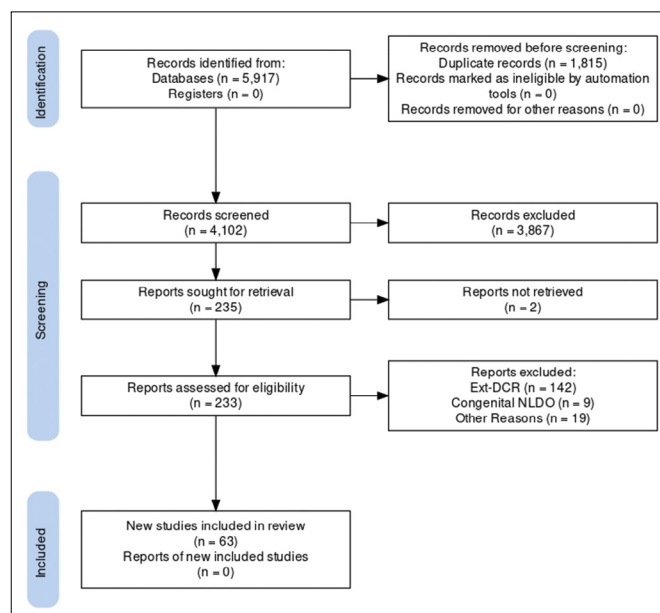 Identification
Records identified from:
Databases (n = 5,917)
Registers (n = 0)
Records removed before screening:
Duplicate records (n = 1,815)
Records marked as ineligible by automation
tools (n = 0)
Records removed for other reasons (n = 0)
Screening
Records screened
(n = 4,102)
Records excluded
(n = 3,867)
Reports sought for retrieval
(n = 235)
Reports not retrieved
(n = 2)
Reports assessed for eligibility
(n = 233)
Reports excluded:
Ext-DCR (n = 142)
Congenital NLDO (n = 9)
Other Reasons (n = 19)
Included
New studies included in review
(n = 63)
Reports of new included studies
(n = 0)